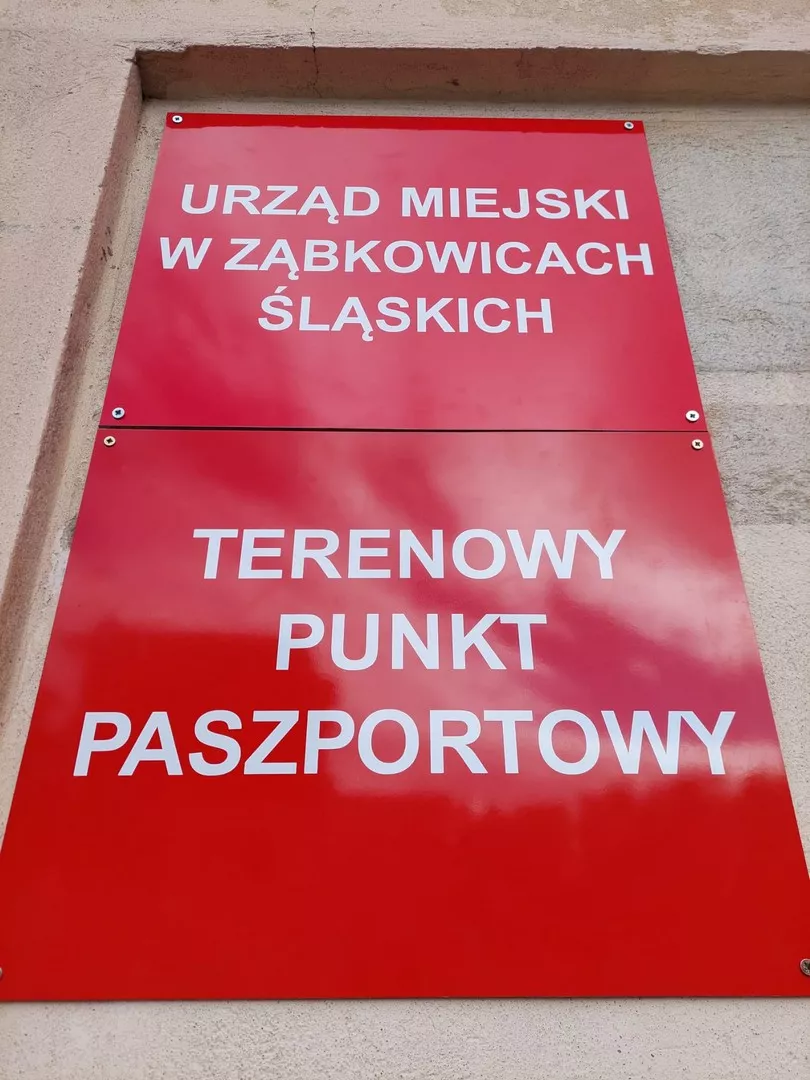 URZĄD MIEJSKI
W ZĄBKOWICACH
ŚLĄSKICH
TERENOWY
PUNKT
PASZPORTOWY